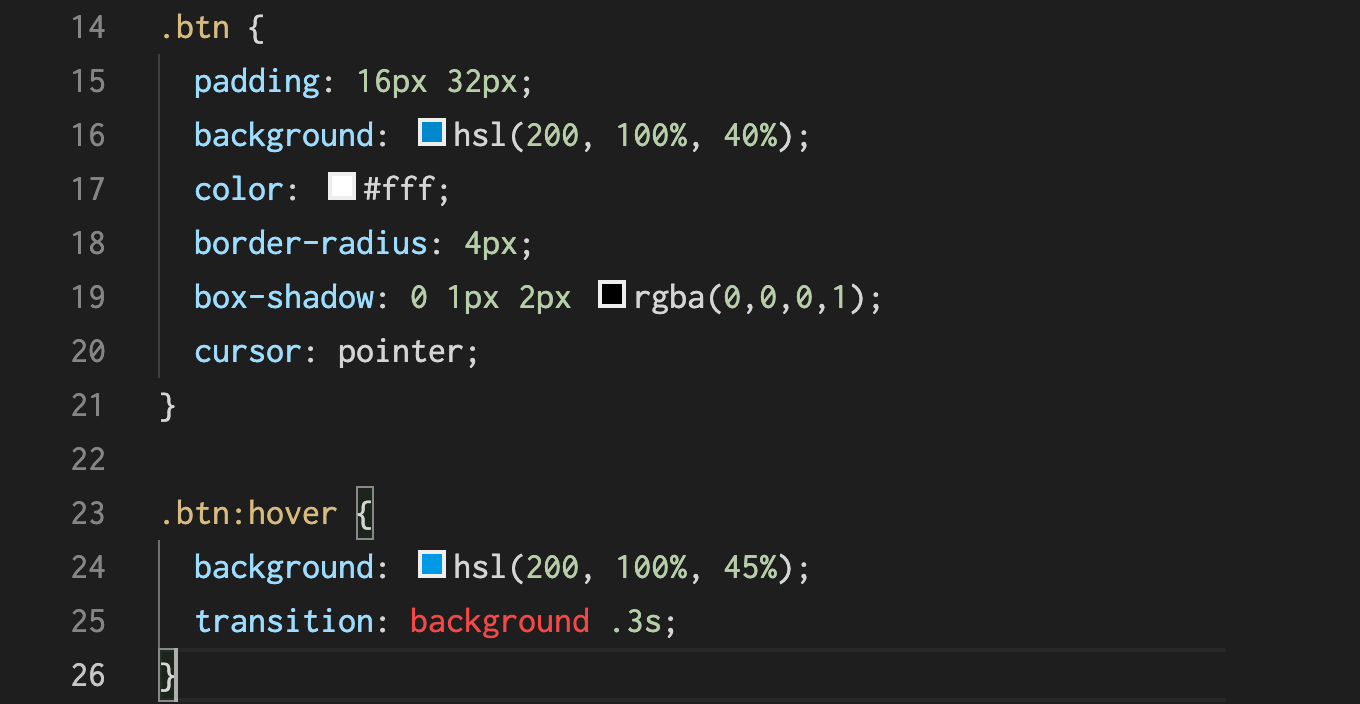 14 .btn {
15 padding: 16px 32px;
16 background: hsl(200, 100%, 40%);
17 color: #fff;
18 border-radius: 4px;
19 box-shadow: 0 1px 2px rgba(0,0,0,1);
20 cursor: pointer;
21 }
22
23 .btn:hover {
24 background: hsl(200, 100%, 45%);
25 transition: background .3s;
26 }